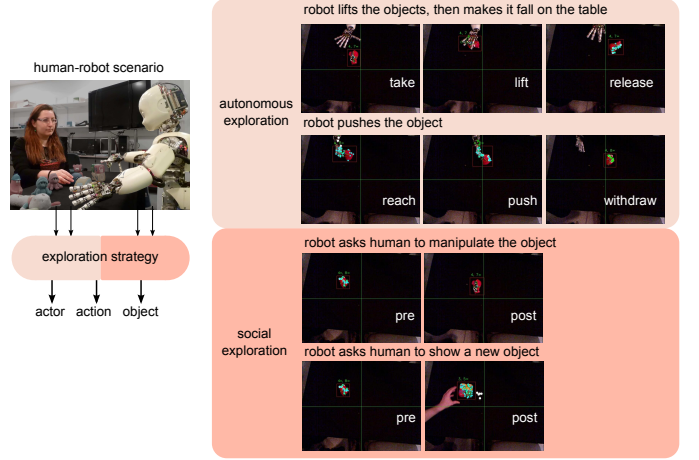 robot lifts the objects, then makes it fall on the table
human-robot scenario
take
lift
release
autonomous
exploration
robot pushes the object
reach
push
withdraw
exploration strategy
actor
action
object
robot asks human to manipulate the object
pre
post
social
exploration
robot asks human to show a new object
pre
post